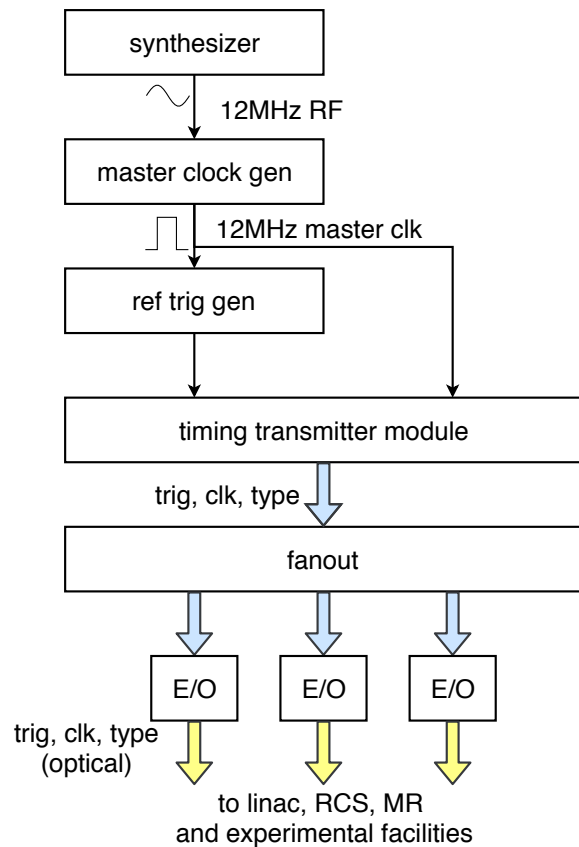 synthesizer
12MHz RF
master clock gen
12MHz master clk
ref trig gen
timing transmitter module
trig, clk, type
fanout
E/O E/O E/O
trig, clk, type
(optical)
to linac, RCS, MR
and experimental facilities